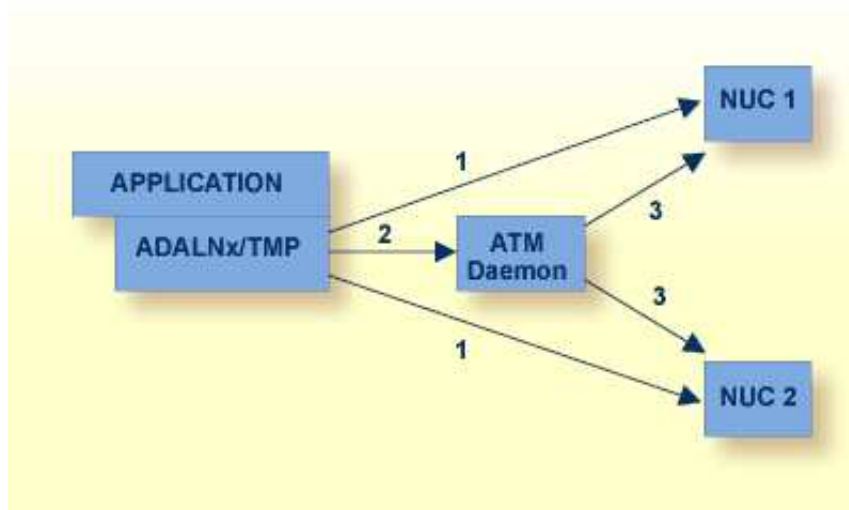 NUC 1
1
APPLICATION
3
ADALNx/TMP
2
ATM
Daemon
3
1
NUC 2